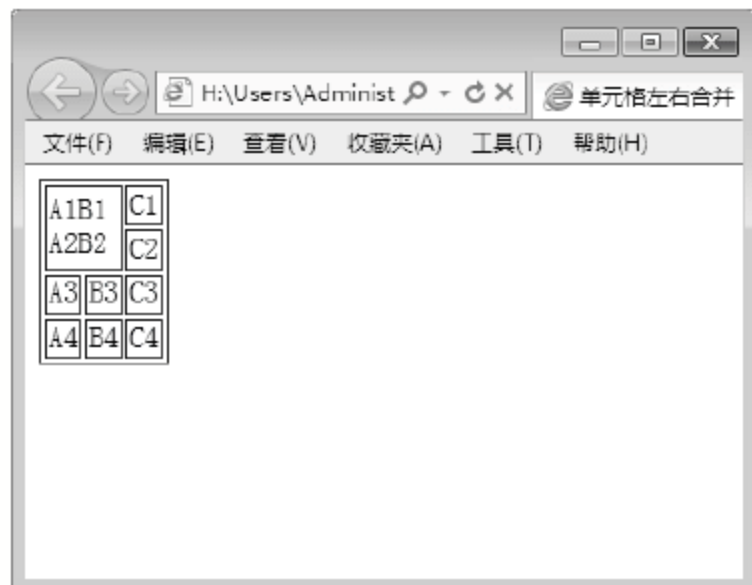 H:\Users\Administ
单元格左右合并
文件(F) 编辑(E) 查看(V) 收藏夹(A) 工具(T) 帮助(H)
A1B1 C1
A2B2 C2
A3 B3 C3
A4 B4 C4